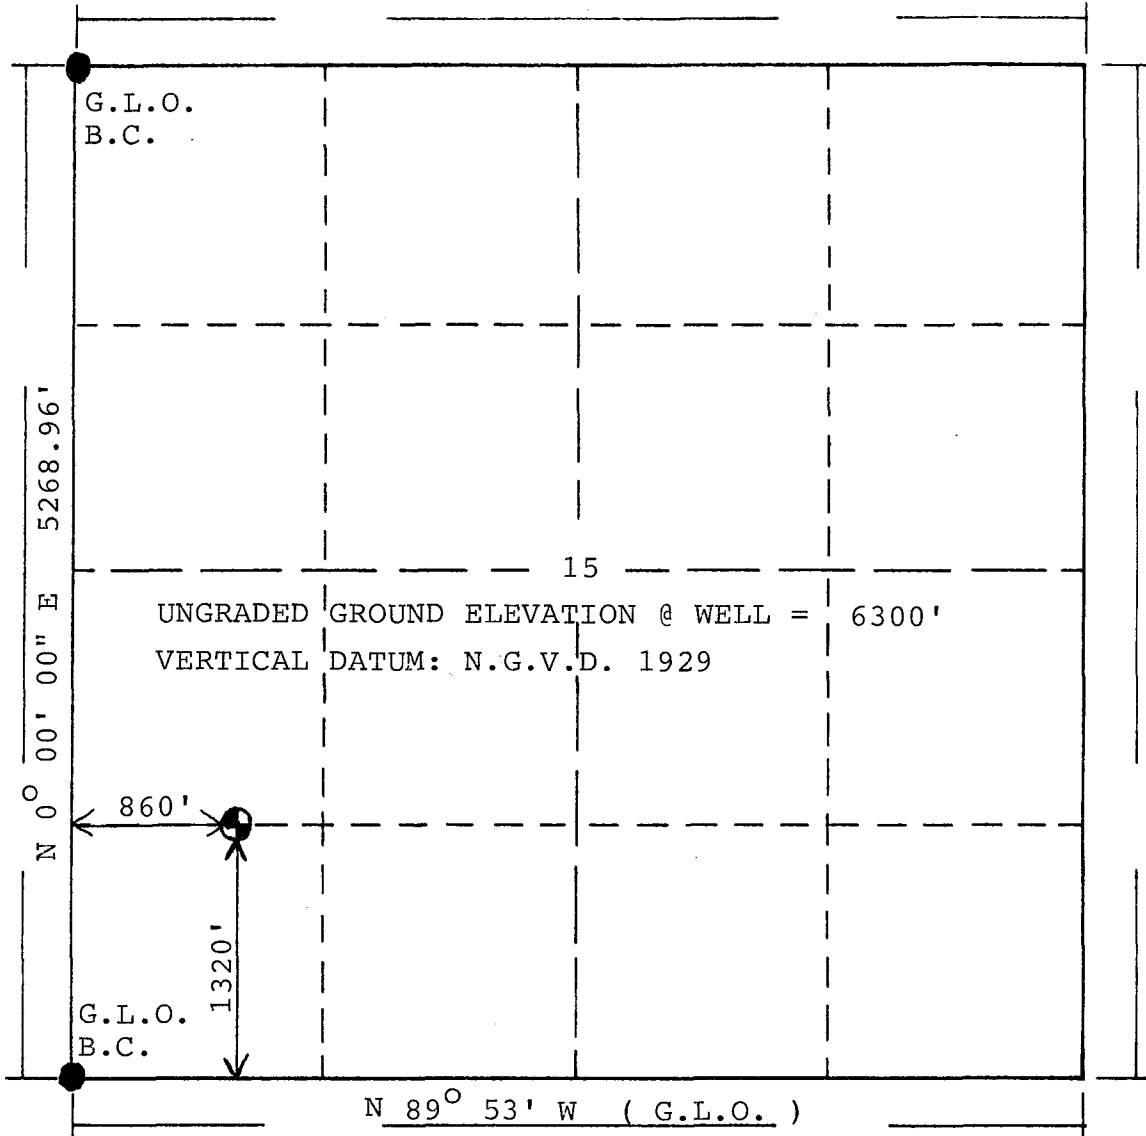 G.L.O.
B.C.
N 0° 00' 00" E 5268.96'
15
UNGRADED GROUND ELEVATION @ WELL = 6300'
VERTICAL DATUM: N.G.V.D. 1929
860'
1320'
G.L.O.
B.C.
N 89° 53' W ( G.L.O. )